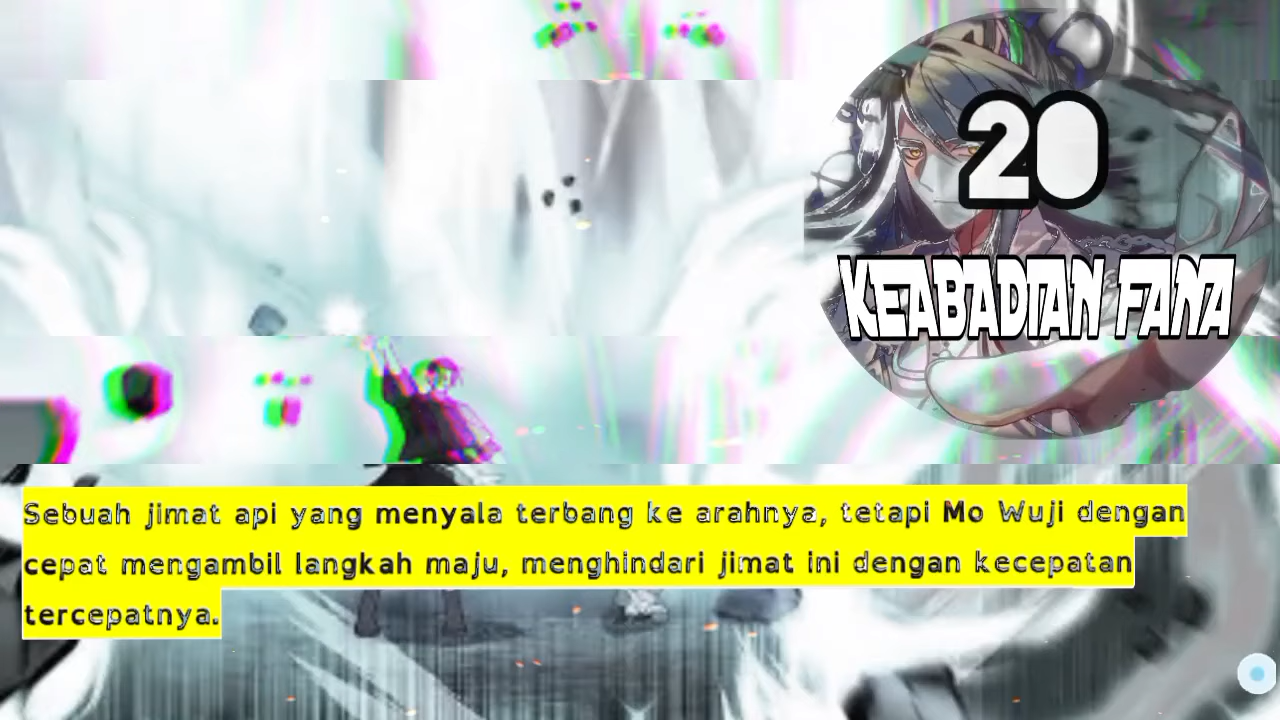 20
KEABADIAN FANA
Sebuah jimat api yang menyala terbang ke arahnya, tetapi Mo Wuji dengan
cepat mengambil langkah maju, menghindari jimat ini dengan kecepatan
tercepatnya.